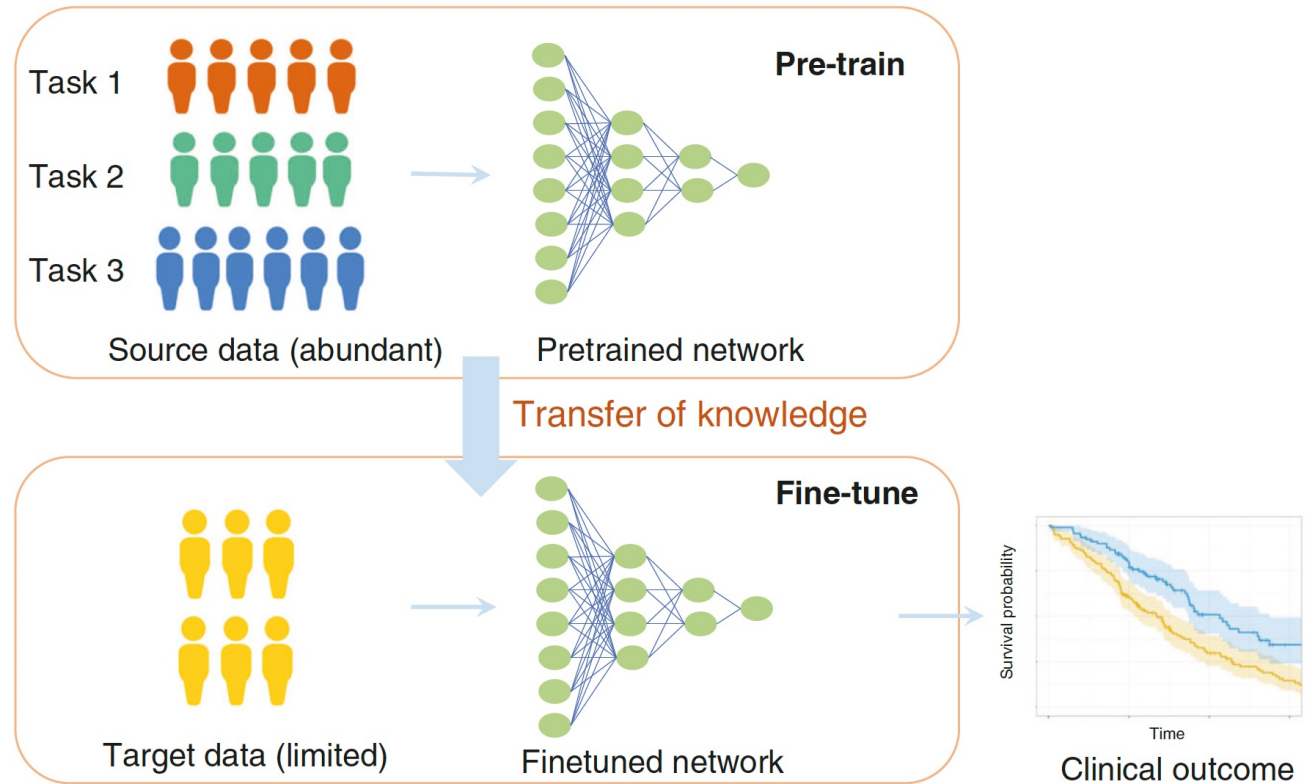 Pre-train
Task 1
Task 2
Task 3
Source data (abundant)
Pretrained network
Transfer of knowledge
Fine-tune
Target data (limited)
Finetuned network
Survival probability
Time
Clinical outcome